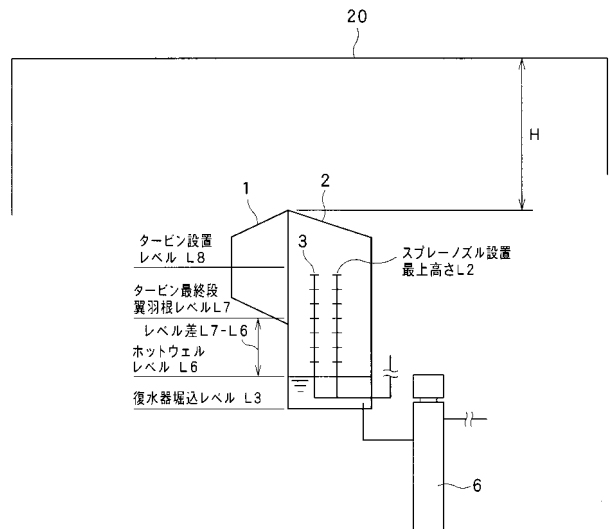 20
H
1
2
タービン設置
レベル L8
3
スプレーノズル設置
最上高さL2
タービン最終段
翼羽根レベルL7
レベル差L7-L6
ホットウェル
レベル L6
復水器堀込レベル L3
6